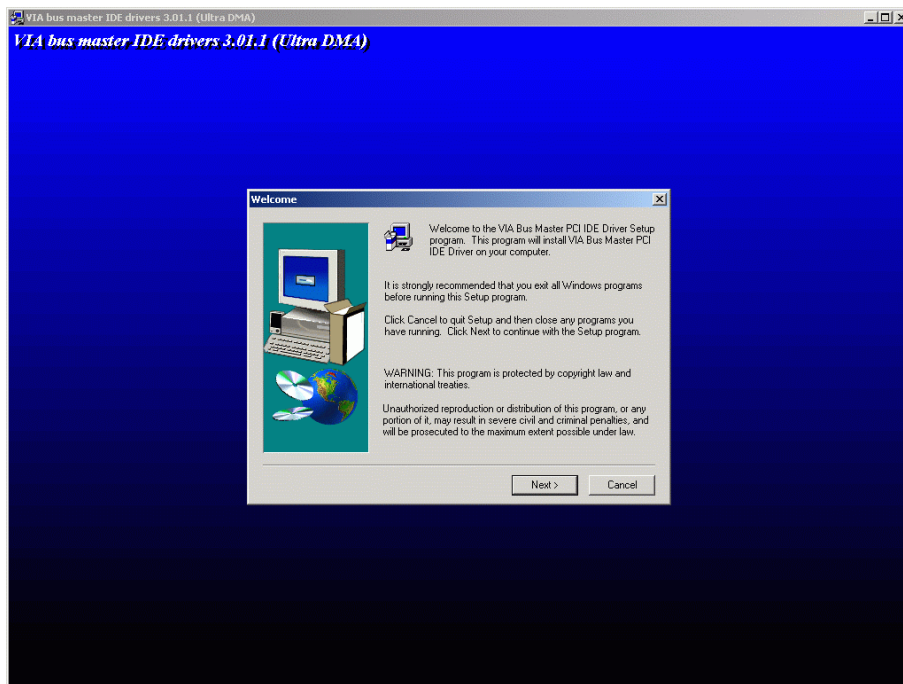 VIA bus master IDE drivers 3.01.1 (Ultra DMA)
VIA bus master IDE drivers 3.01.1 (Ultra DMA)
Welcome
Welcome to the VIA Bus Master PCI IDE Driver Setup
program. This program will install VIA Bus Master PCI
IDE Driver on your computer.
It is strongly recommended that you exit all Windows programs
before running this Setup program.
Click Cancel to quit Setup and then close any programs you
have running. Click Next to continue with the Setup program.
WARNING: This program is protected by copyright law and
international treaties.
Unauthorized reproduction or distribution of this program, or any
portion of it, may result in severe civil and criminal penalties, and
will be prosecuted to the maximum extent possible under law.
Next >
Cancel